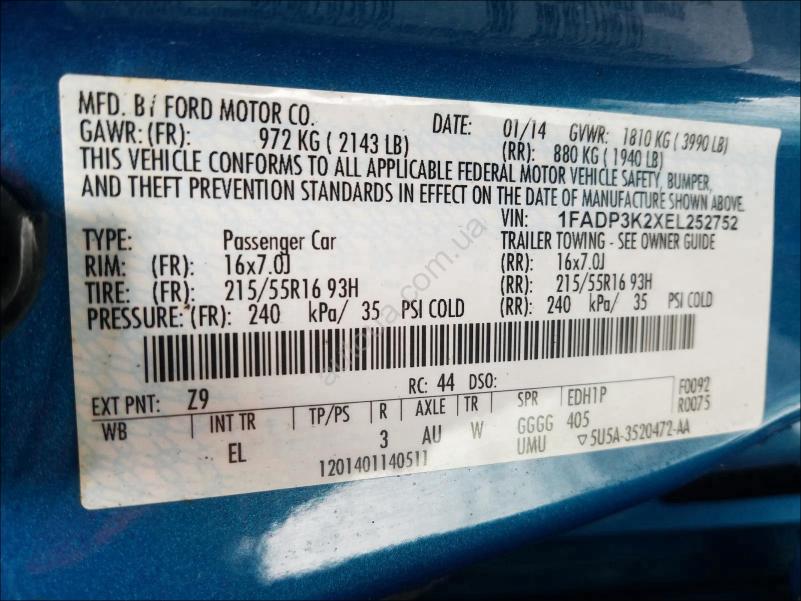 MFD. BY FORD MOTOR CO. DATE: 01/14 GVWR: 1810 KG ( 3990 LB)
GAWR: (FR): 972 KG ( 2143 LB) (RR): 880 KG ( 1940 LB)
THIS VEHICLE CONFORMS TO ALL APPLICABLE FEDERAL MOTOR VEHICLE SAFETY, BUMPER,
AND THEFT PREVENTION STANDARDS IN EFFECT ON THE DATE OF MANUFACTURE SHOWN ABOVE.
VIN: 1FADP3K2XEL252752
TYPE: Passenger Car TRAILER TOWING - SEE OWNER GUIDE
RIM: (FR): 16x7.0J (RR): 16x7.0J
TIRE: (FR): 215/55R16 93H (RR): 215/55R16 93H
PRESSURE: (FR): 240 kPa/ 35 PSI COLD (RR): 240 kPa/ 35 PSI COLD
EXT PNT: Z9 RC: 44 DSO:
WB INT TR TP/PS R AXLE TR SPR EDH1P F0092
EL 3 AU W GGGG 405 R0075
1201401140511 UMU ▽5U5A-3520472-AA